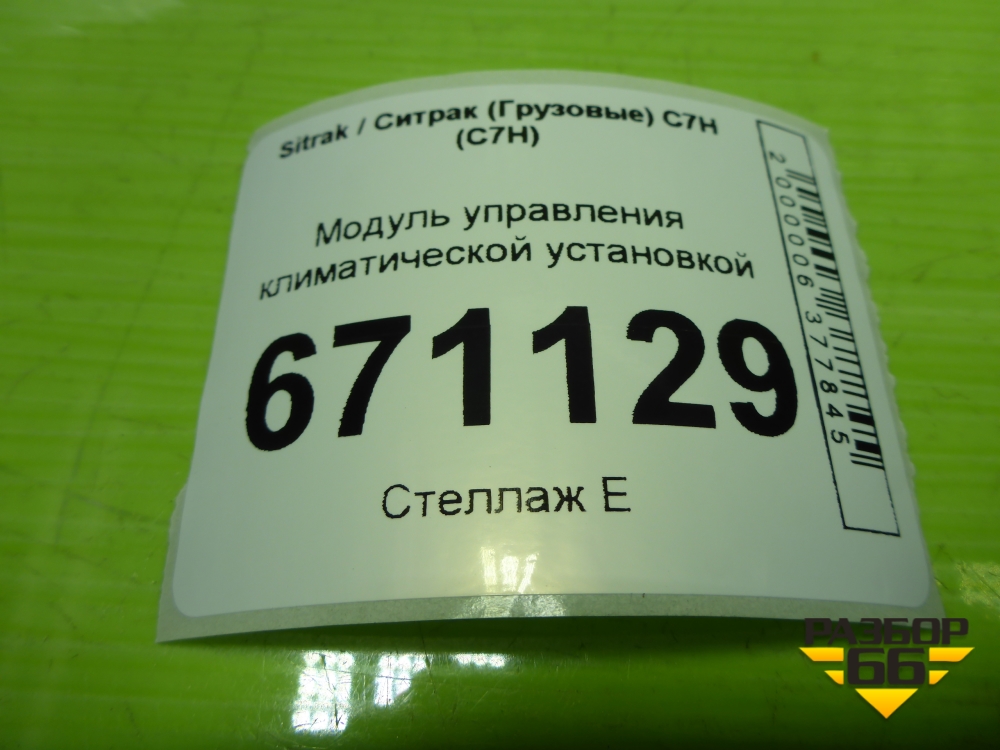 Sitrak / Ситрак (Грузовые) C7H
(C7H)
Модуль управления
климатической установкой
671129
Стеллаж Е
2000006377845
РАЗБОР
66